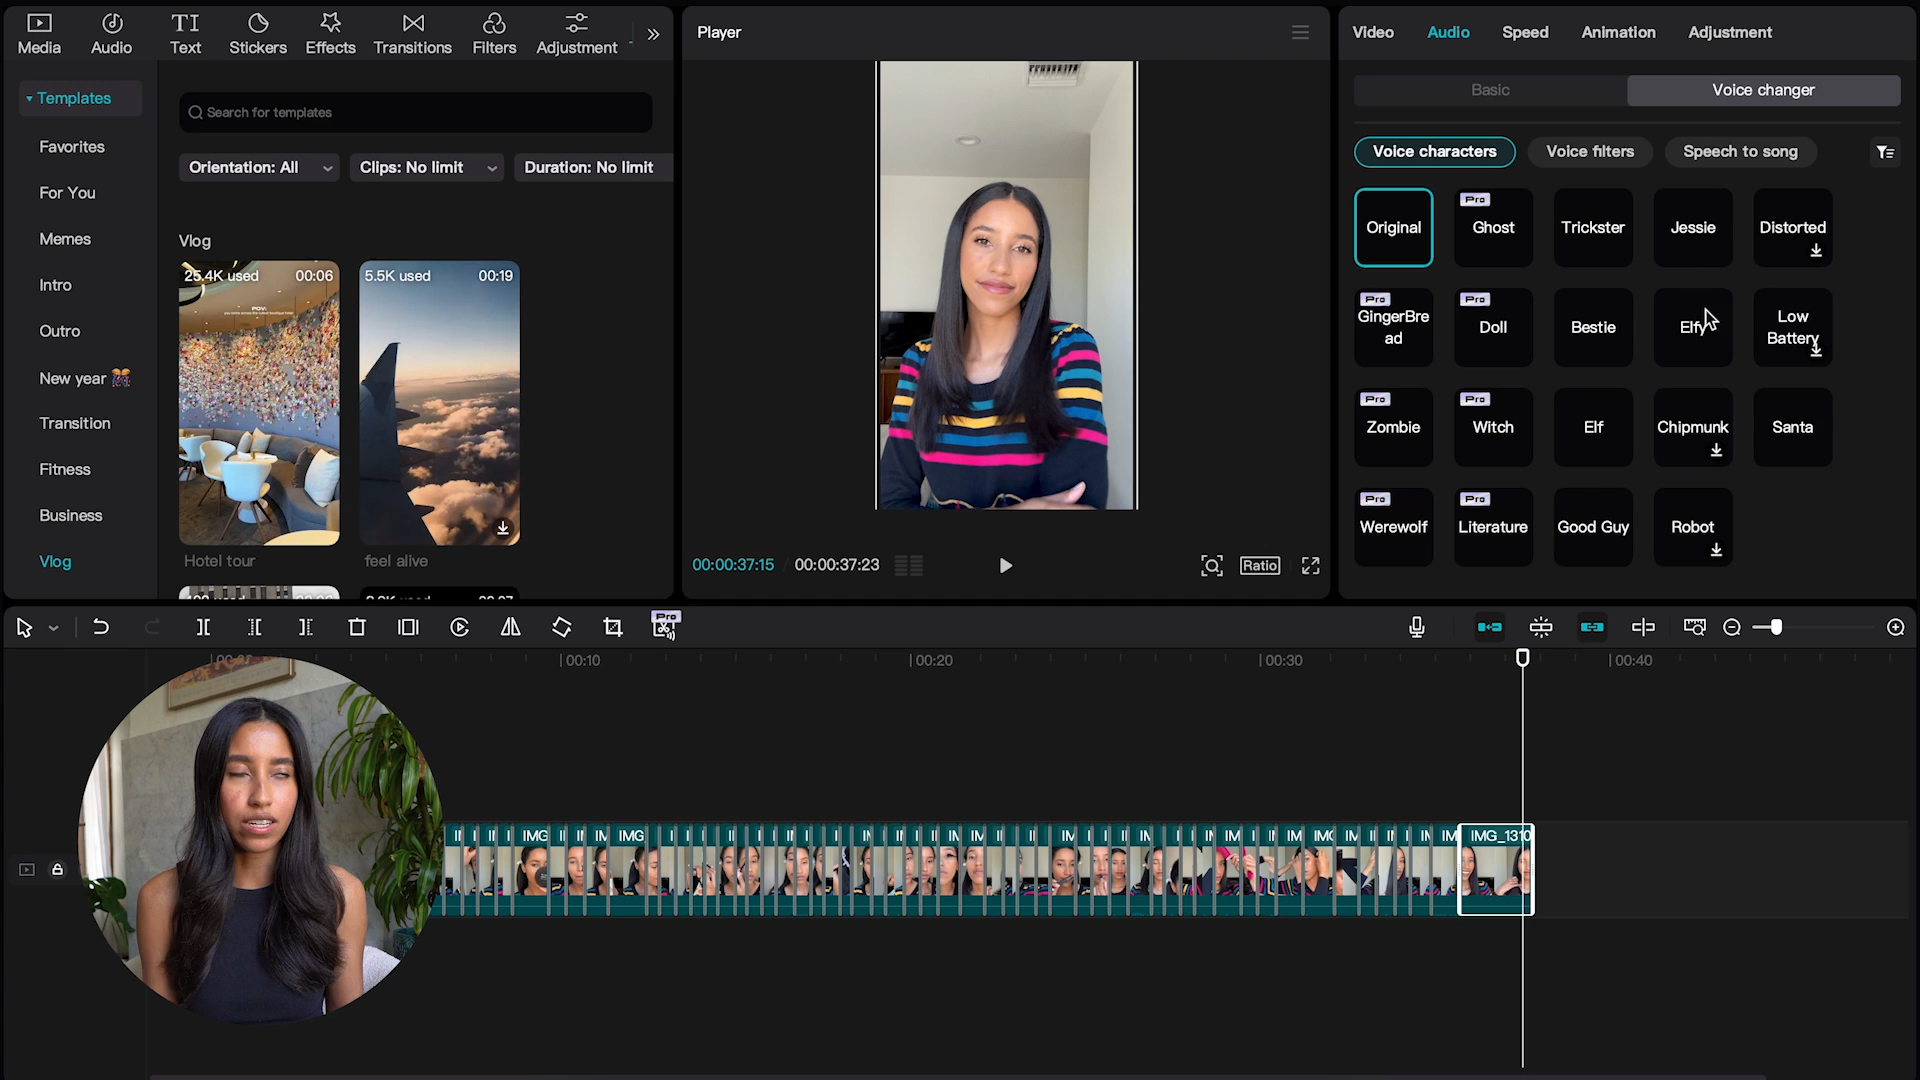 Media
Audio
Text
Stickers
Effects
Transitions
Filters
Adjustment
Templates
Favorites
For You
Memes
Intro
Outro
New year
Transition
Fitness
Business
Vlog
Search for templates
Orientation: All
Clips: No limit
Duration: No limit
Vlog
25.4K used 00:06
POV:
Hotel tour
5.5K used 00:19
feel alive
Player
00:00:37:15 / 00:00:37:23
Ratio
Video
Audio
Speed
Animation
Adjustment
Basic
Voice changer
Voice characters
Voice filters
Speech to song
Original
Pro
Ghost
Trickster
Jessie
Distorted
Pro
GingerBre
ad
Pro
Doll
Bestie
Elfy
Low
Battery
Pro
Zombie
Pro
Witch
Elf
Chipmunk
Santa
Pro
Werewolf
Pro
Literature
Good Guy
Robot
Pro
00:10
00:20
00:30
00:40
IMG
IMG
IMG_1310